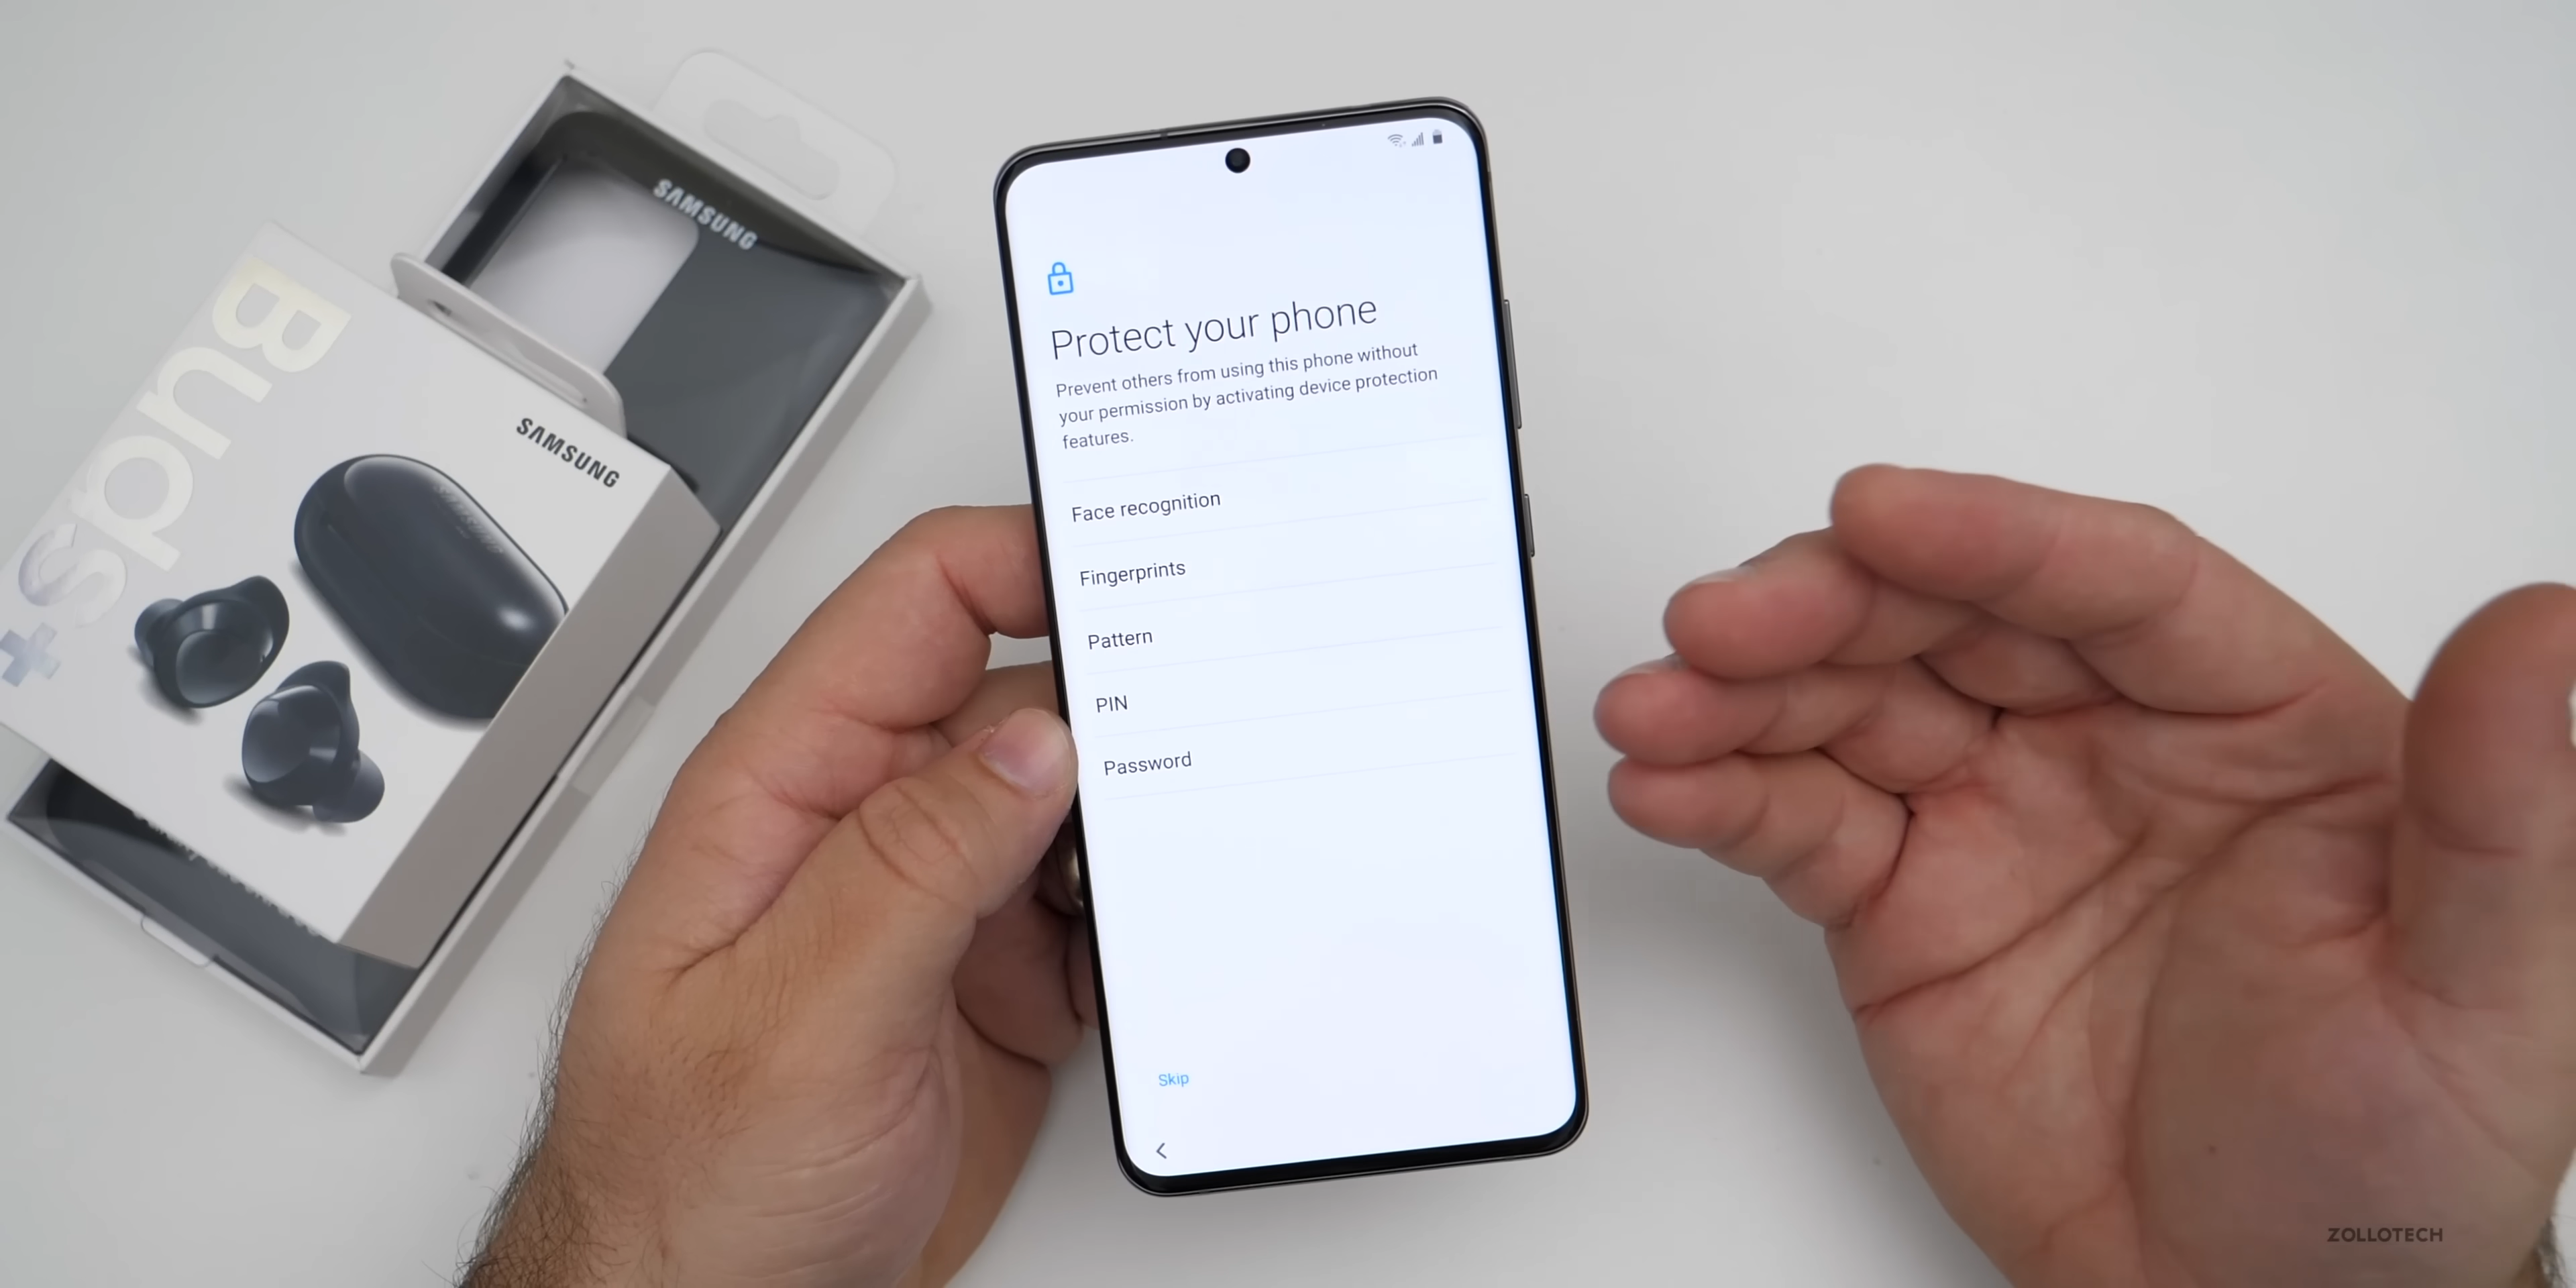 SAMSUNG
Buds+
SAMSUNG
Protect your phone
Prevent others from using this phone without
your permission by activating device protection
features.
Face recognition
Fingerprints
Pattern
PIN
Password
Skip
ZOLLOTECH